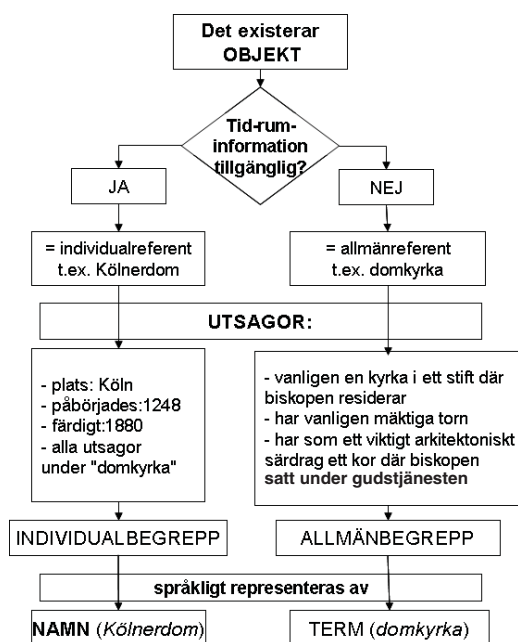 Det existerar
OBJEKT
Tid-rum-
information
tillgänglig?
JA
NEJ
= individualreferent
t.ex. Kölnerdom
= allmänreferent
t.ex. domkyrka
UTSAGOR:
- plats: Köln
- påbörjades:1248
- färdigt:1880
- alla utsagor
under "domkyrka"
- vanligen en kyrka i ett stift där
biskopen residerar
- har vanligen mäktiga torn
- har som ett viktigt arkitektoniskt
särdrag ett kor där biskopen
satt under gudstjänesten
INDIVIDUALBEGREPP
ALLMÄNBEGREPP
språkligt representeras av
NAMN (Kölnerdom)
TERM (domkyrka)